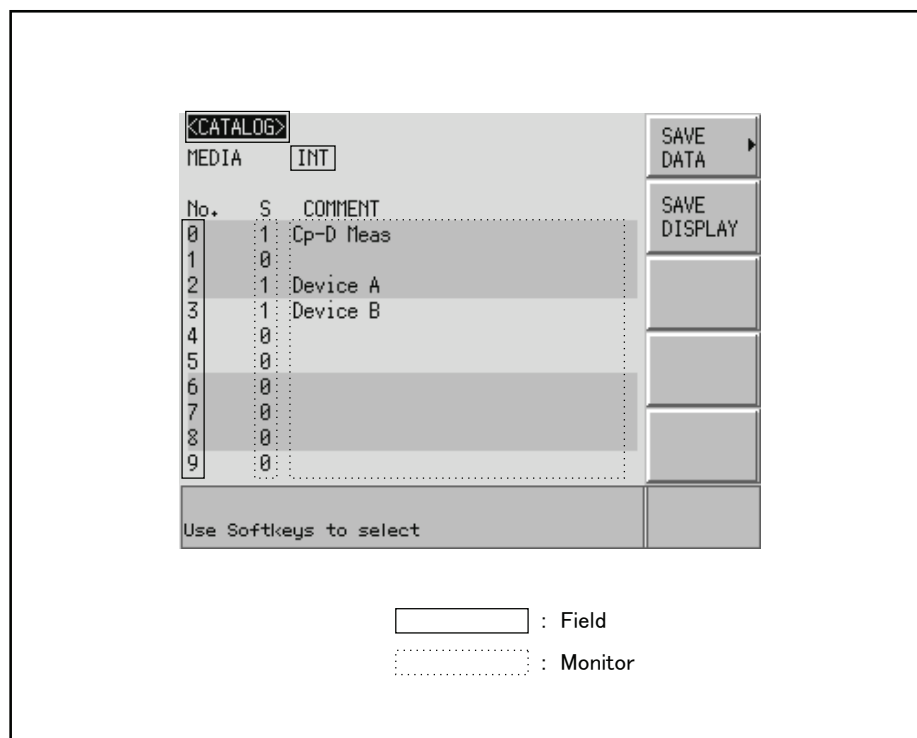 <CATALOG>
MEDIA INT
No. S COMMENT
0 1 Cp-D Meas
1 0
2 1 Device A
3 1 Device B
4 0
5 0
6 0
7 0
8 0
9 0
SAVE
DATA
SAVE
DISPLAY
Use Softkeys to select
: Field
: Monitor